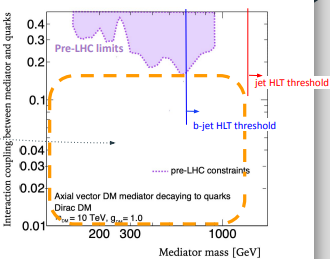 Interaction coupling between mediator and quarks
0.4
0.3
0.2
0.1
0.04
0.03
0.02
0.01
Pre-LHC limits
jet HLT threshold
b-jet HLT threshold
pre-LHC constraints
Axial vector DM mediator decaying to quarks
Dirac DM
= 10 TeV, g = 1.0
200 300 1000
Mediator mass [GeV]